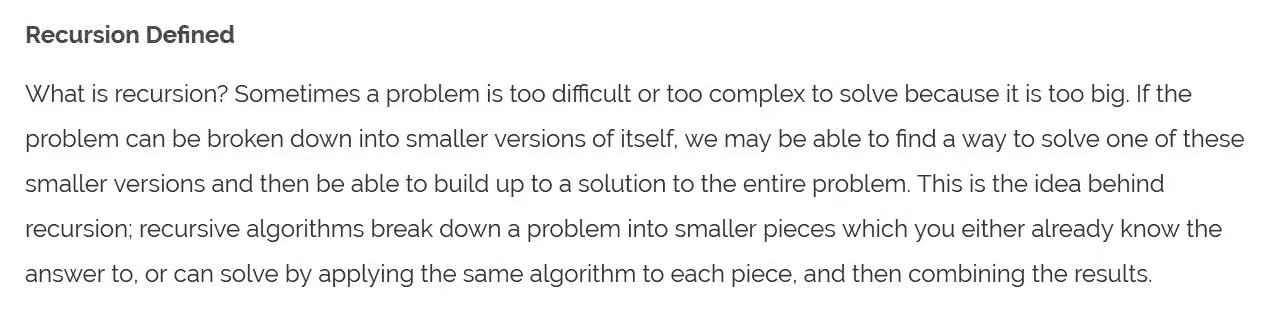 Recursion Defined
What is recursion? Sometimes a problem is too difficult or too complex to solve because it is too big. If the
problem can be broken down into smaller versions of itself, we may be able to find a way to solve one of these
smaller versions and then be able to build up to a solution to the entire problem. This is the idea behind
recursion; recursive algorithms break down a problem into smaller pieces which you either already know the
answer to, or can solve by applying the same algorithm to each piece, and then combining the results.